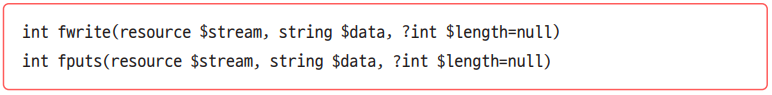 int fwrite(resource $stream, string $data, ?int $length=null)
int fputs(resource $stream, string $data, ?int $length=null)